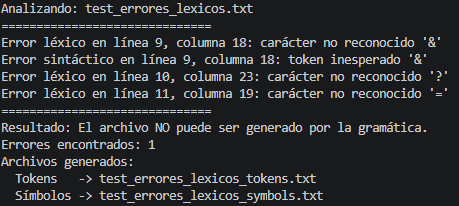 Analizando: test_errores_lexicos.txt
==============================
Error léxico en línea 9, columna 18: carácter no reconocido '&'
Error sintáctico en línea 9, columna 18: token inesperado '&'
Error léxico en línea 10, columna 23: carácter no reconocido '?'
Error léxico en línea 11, columna 19: carácter no reconocido '='
==============================
Resultado: El archivo NO puede ser generado por la gramática.
Errores encontrados: 1
Archivos generados:
  Tokens   -> test_errores_lexicos_tokens.txt
  Símbolos -> test_errores_lexicos_symbols.txt